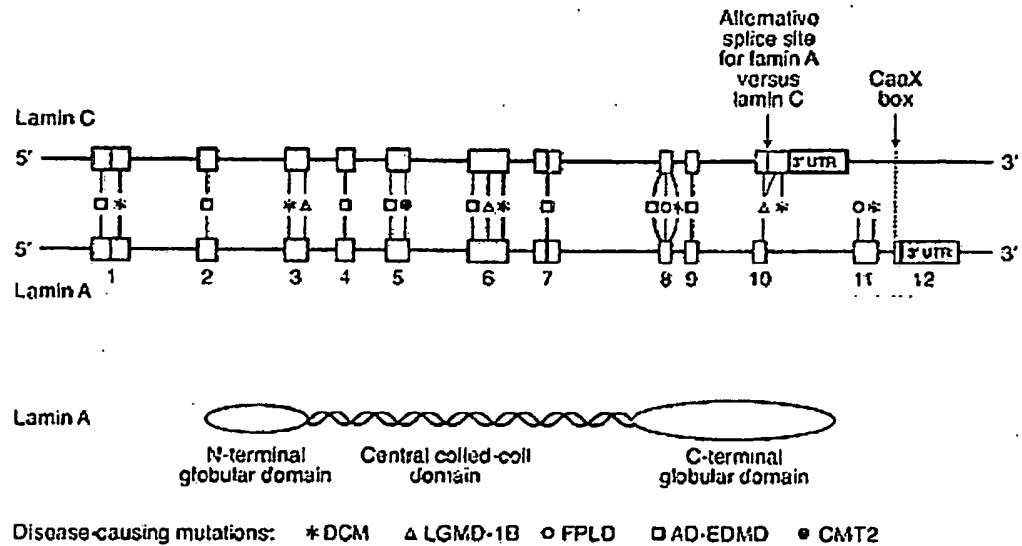 Alternative
splice site
for lamin A
versus
lamin C
CaaX
box
Lamin C
5'
3' UTR
3'
5'
3' UTR
3'
1 2 3 4 5 6 7 8 9 10 11 12
Lamin A
Lamin A
N-terminal
globular domain
Central coiled-coil
domain
C-terminal
globular domain
Disease-causing mutations: * DCM △ LGMD-1B ○ FPLD □ AD-EDMD ● CMT2